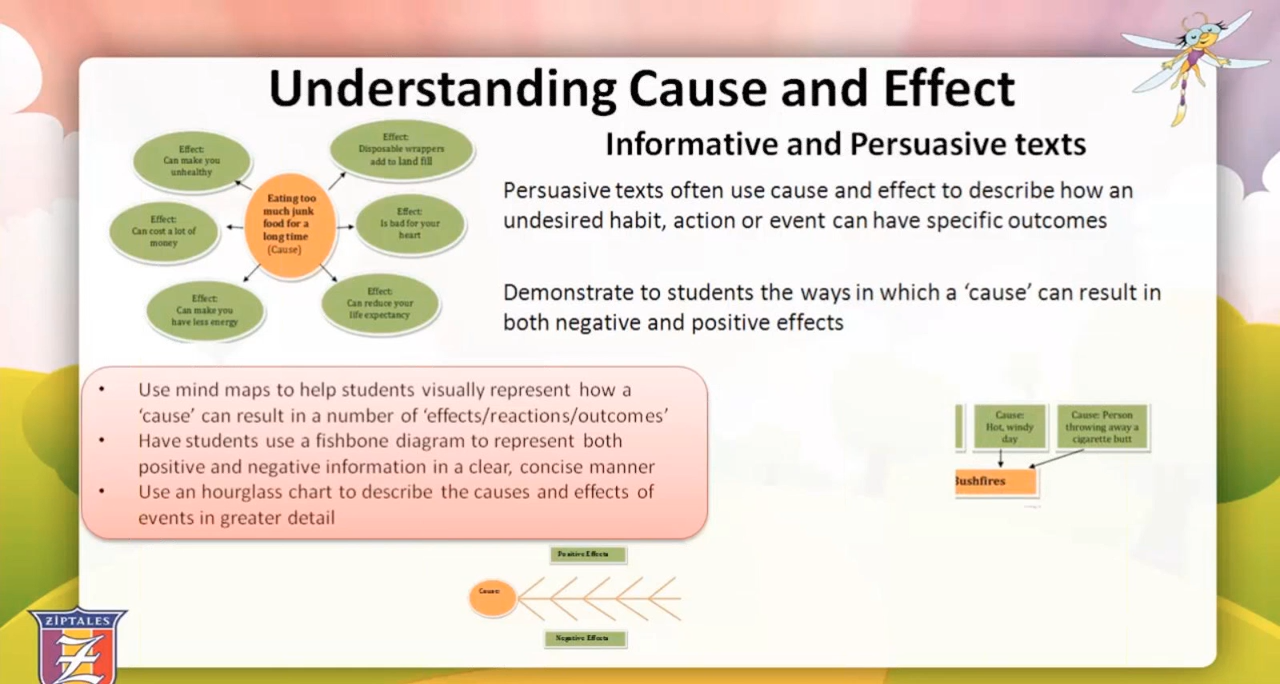 Understanding Cause and Effect
Informative and Persuasive texts
Effect:
Can make you
unhealthy
Effect:
Disposable wrappers
add to land fill
Effect:
Can cost a lot of
money
Eating too
much junk
food for a
long time
(Cause)
Effect:
Is bad for your
heart
Effect:
Can make you
have less energy
Effect:
Can reduce your
life expectancy
Persuasive texts often use cause and effect to describe how an
undesired habit, action or event can have specific outcomes
Demonstrate to students the ways in which a ‘cause’ can result in
both negative and positive effects
• Use mind maps to help students visually represent how a
‘cause’ can result in a number of ‘effects/reactions/outcomes’
• Have students use a fishbone diagram to represent both
positive and negative information in a clear, concise manner
• Use an hourglass chart to describe the causes and effects of
events in greater detail
Cause:
Hot, windy
day
Cause: Person
throwing away a
cigarette butt
Bushfires
Positive Effects
Cause:
Negative Effects
ZIPTALES
Z